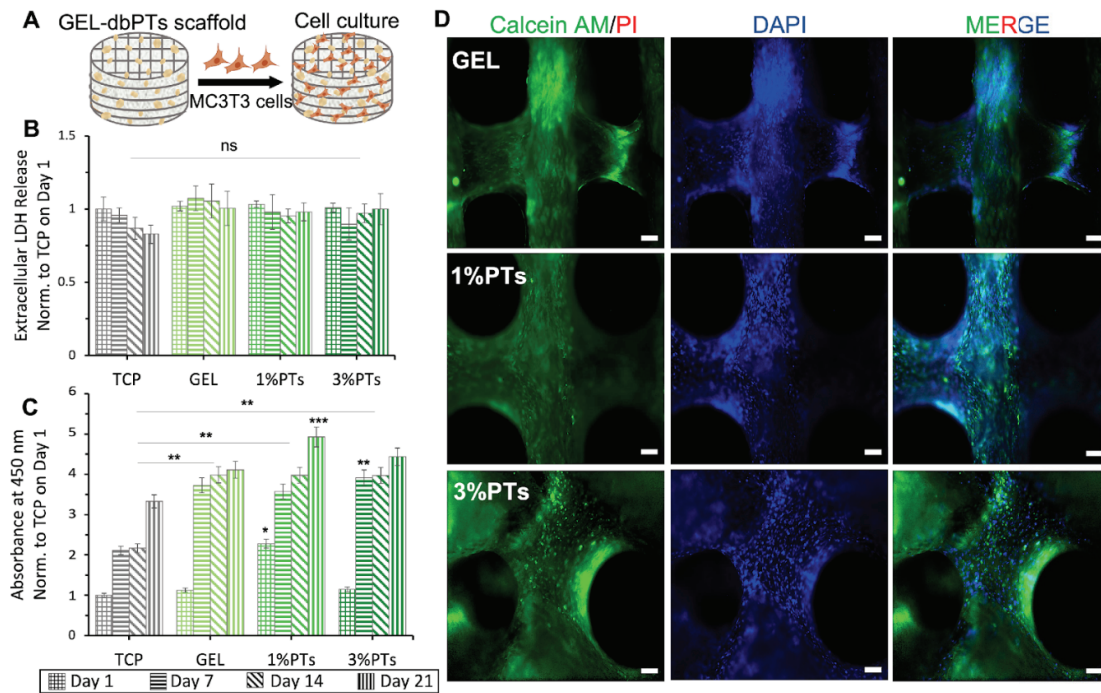 A
GEL-dbPTs scaffold
Cell culture
MC3T3 cells
B
Extracellular LDH Release
Norm. to TCP on Day 1
1.5
1
0.5
0
ns
TCP GEL 1%PTs 3%PTs
C
Absorbance at 450 nm
Norm. to TCP on Day 1
6
5
4
3
2
1
0
**
**
**
*
***
**
TCP GEL 1%PTs 3%PTs
Day 1 Day 7 Day 14 Day 21
D
Calcein AM/PI DAPI MERGE
GEL
1%PTs
3%PTs